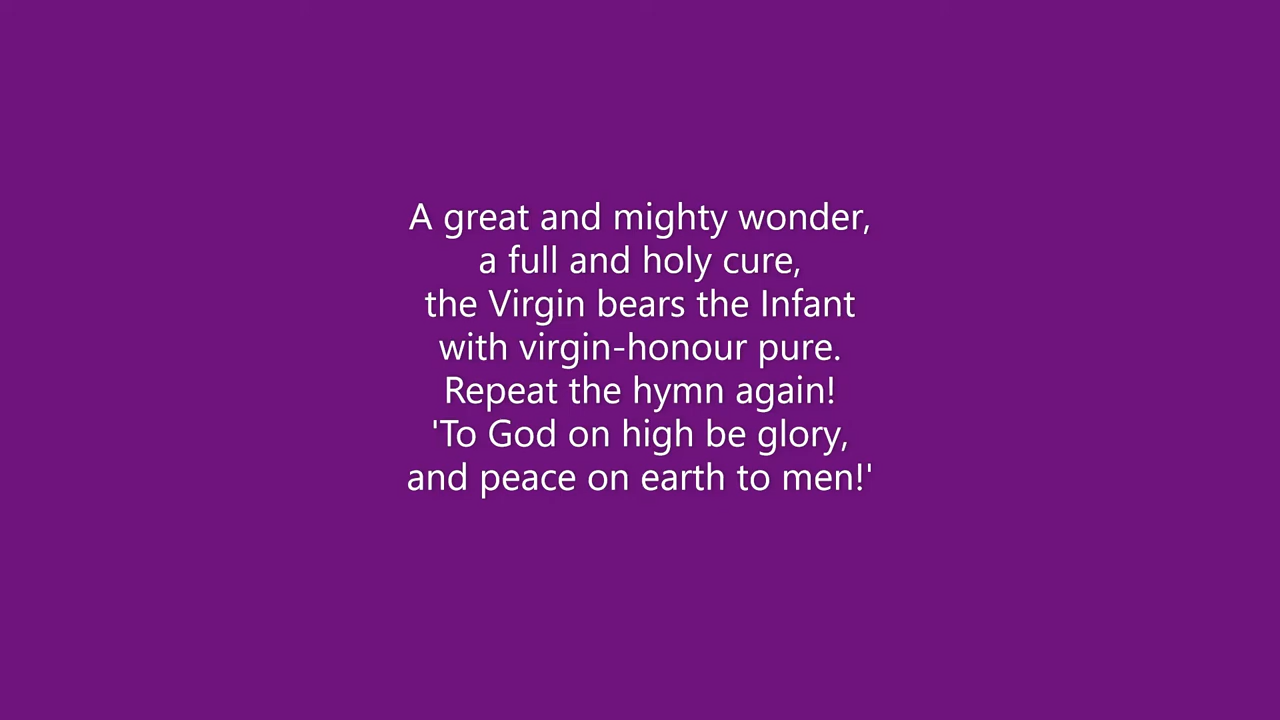 A great and mighty wonder,
a full and holy cure,
the Virgin bears the Infant
with virgin-honour pure.
Repeat the hymn again!
'To God on high be glory,
and peace on earth to men!'